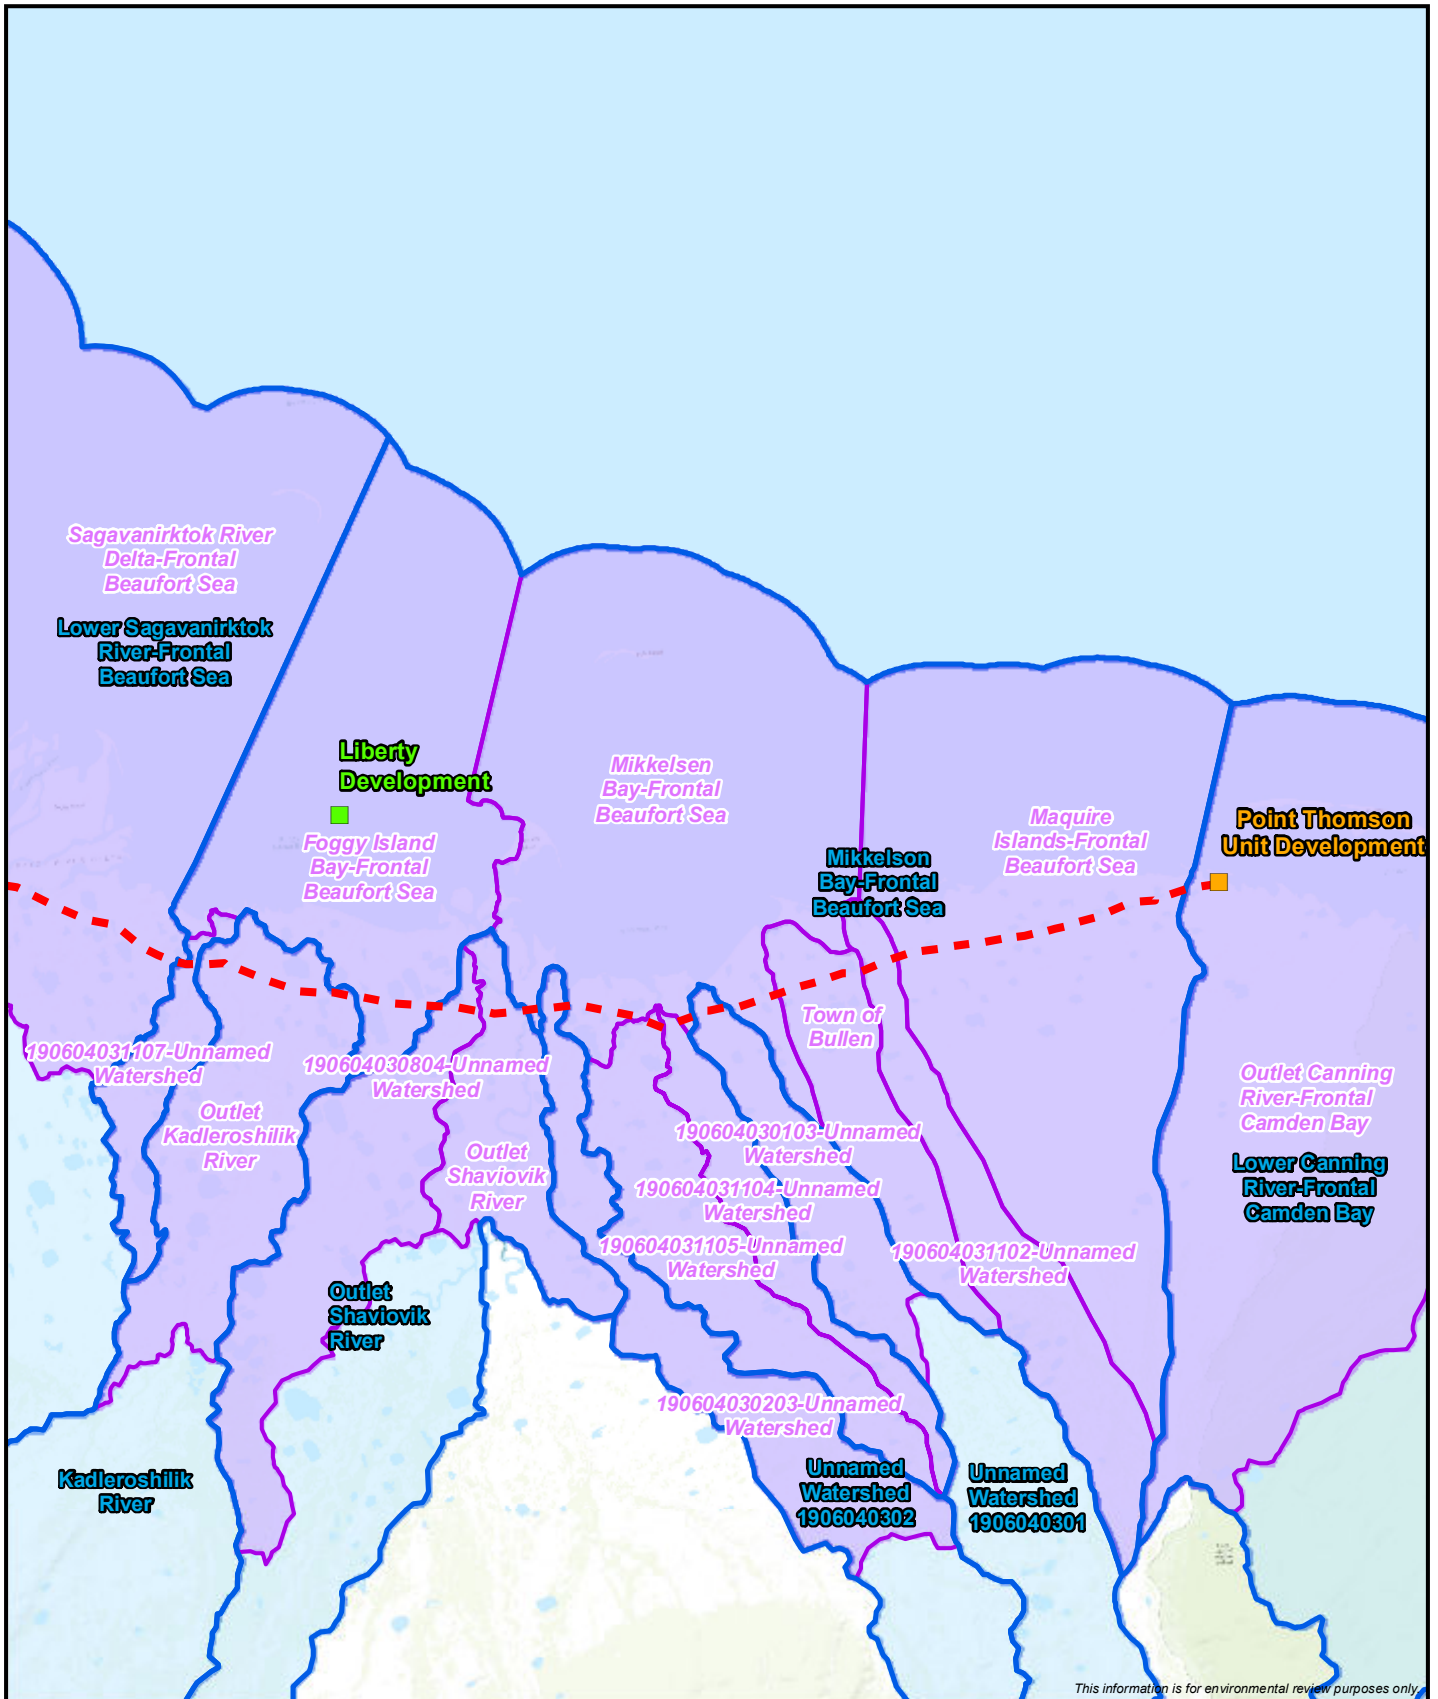 Sagavanirktok River
Delta-Frontal
Beaufort Sea
Lower Sagavanirktok
River-Frontal
Beaufort Sea
Liberty
Development
Foggy Island
Bay-Frontal
Beaufort Sea
Mikkelsen
Bay-Frontal
Beaufort Sea
Maquire
Islands-Frontal
Beaufort Sea
Point Thomson
Unit Development
Mikkelson
Bay-Frontal
Beaufort Sea
Town of
Bullen
190604031107-Unnamed
Watershed
190604030804-Unnamed
Watershed
Outlet
Kadleroshilik
River
Outlet
Shaviovik
River
190604030103-Unnamed
Watershed
190604031104-Unnamed
Watershed
190604031105-Unnamed
Watershed
190604031102-Unnamed
Watershed
Outlet Canning
River-Frontal
Camden Bay
Lower Canning
River-Frontal
Camden Bay
Outlet
Shaviovik
River
190604030203-Unnamed
Watershed
Kadleroshilik
River
Unnamed
Watershed
1906040302
Unnamed
Watershed
1906040301
This information is for environmental review purposes only.